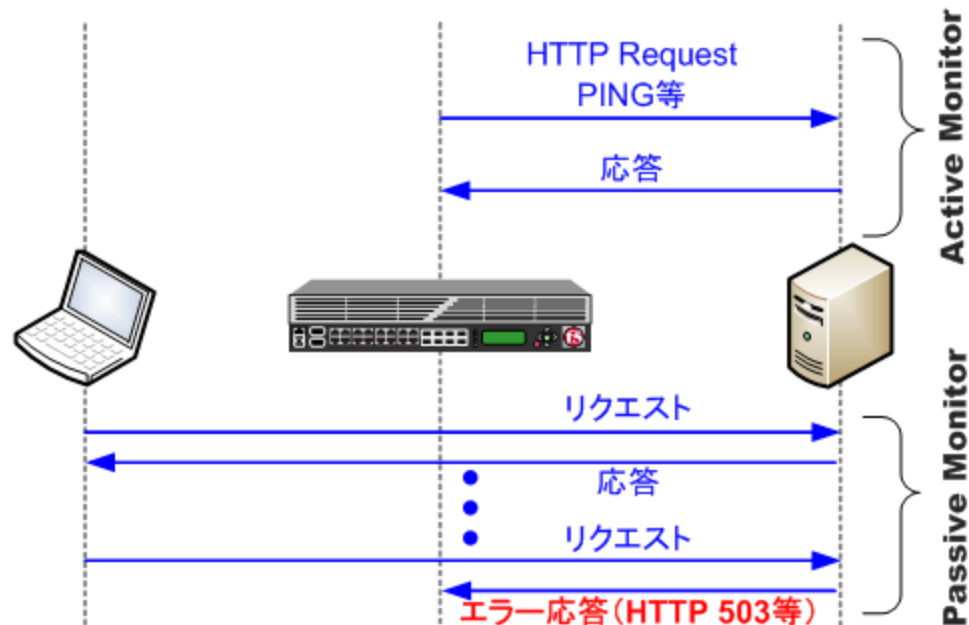 HTTP Request
PING等
応答
Active Monitor
f5
リクエスト
応答
リクエスト
エラー応答(HTTP 503等)
Passive Monitor